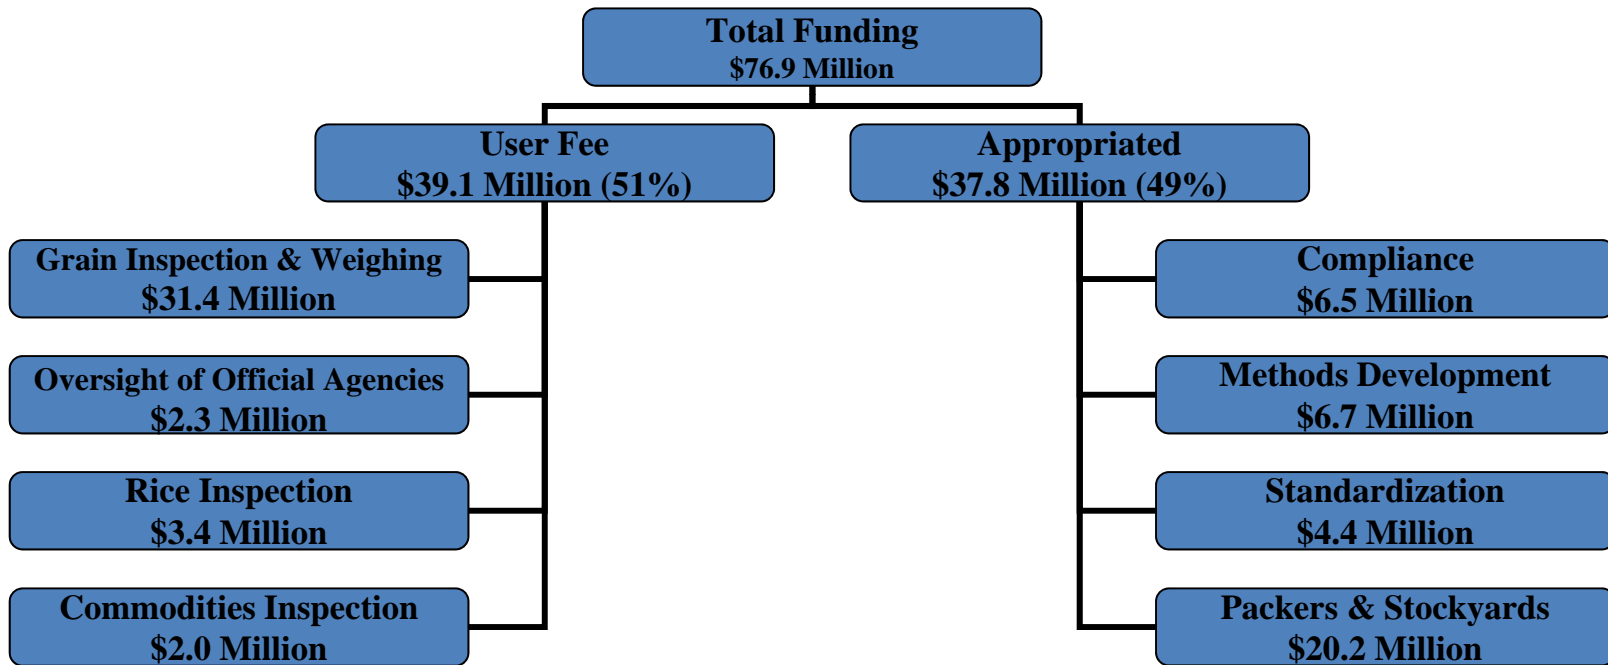 Total Funding
$76.9 Million
User Fee
$39.1 Million (51%)
Appropriated
$37.8 Million (49%)
Grain Inspection & Weighing
$31.4 Million
Oversight of Official Agencies
$2.3 Million
Rice Inspection
$3.4 Million
Commodities Inspection
$2.0 Million
Compliance
$6.5 Million
Methods Development
$6.7 Million
Standardization
$4.4 Million
Packers & Stockyards
$20.2 Million